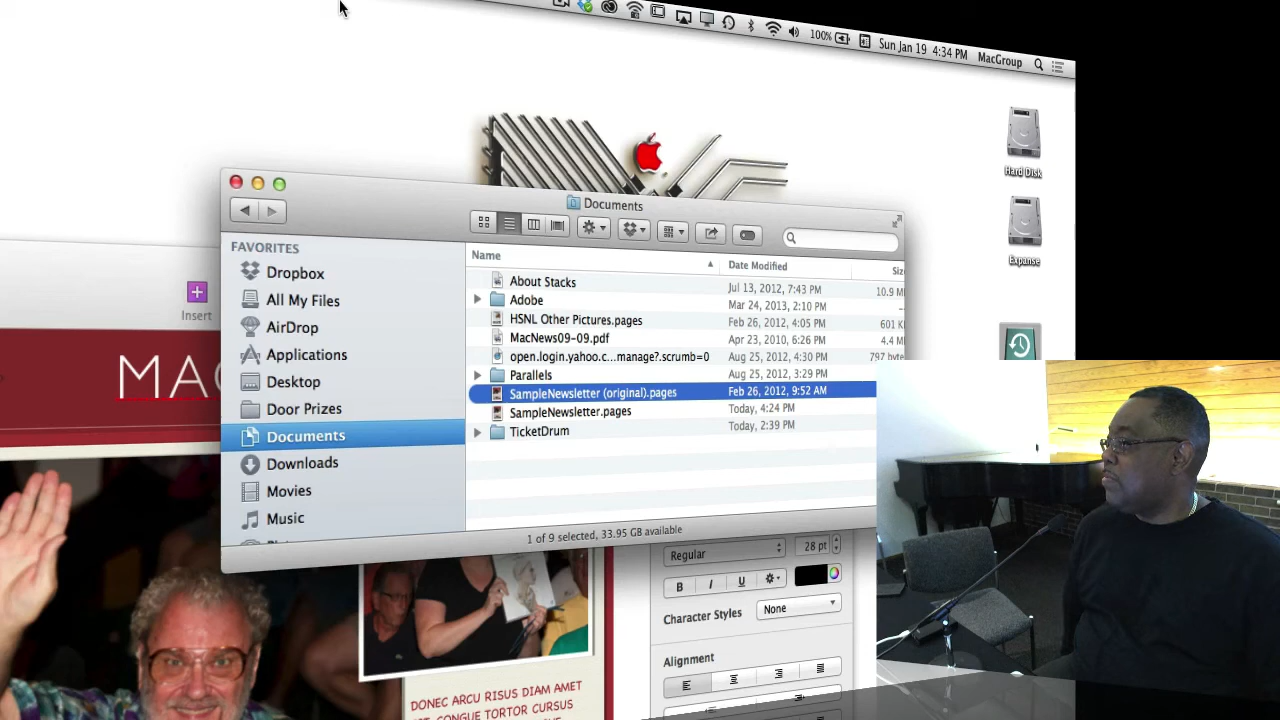 100%
Sun Jan 19 4:34 PM
MacGroup
Hard Disk
Expanse
Documents
FAVORITES
Dropbox
All My Files
AirDrop
Applications
Desktop
Door Prizes
Documents
Downloads
Movies
Music
Name Date Modified Siz
About Stacks Jul 13, 2012, 7:43 PM 10.9 M
Adobe Mar 24, 2013, 2:10 PM --
HSNL Other Pictures.pages Feb 26, 2012, 4:05 PM 601 K
MacNews09-09.pdf Apr 23, 2010, 6:26 PM 4.4 M
open.login.yahoo.c...manage?.scrumb=0 Aug 25, 2012, 4:30 PM 797 bytes
Parallels Aug 25, 2012, 3:29 PM
SampleNewsletter (original).pages Feb 26, 2012, 9:52 AM
SampleNewsletter.pages Today, 4:24 PM
TicketDrum Today, 2:39 PM
1 of 9 selected, 33.95 GB available
Insert
MAC
Regular 28 pt
B I U
Character Styles None
Alignment
DONEC ARCU RISUS DIAM AMET
EST, CONGUE TORTOR CURSUS